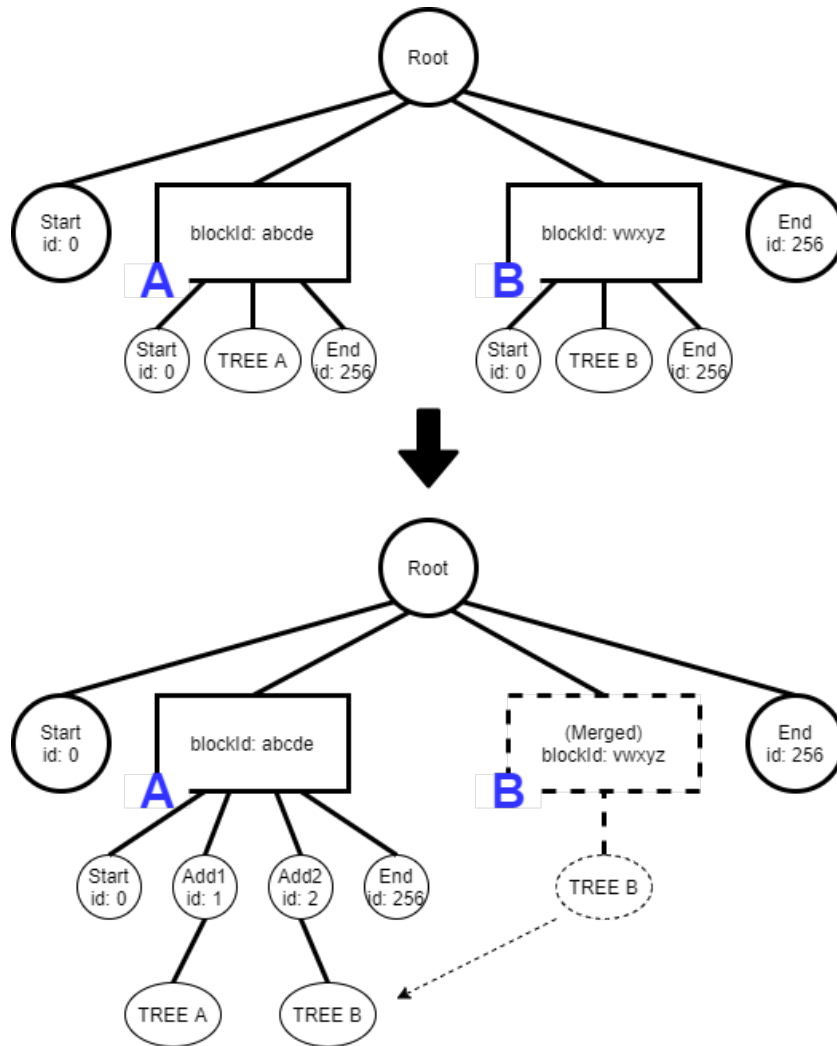 Root
Start
id: 0
blockId: abcde
blockId: vwxyz
End
id: 256
A
B
Start
id: 0
TREE A
End
id: 256
Start
id: 0
TREE B
End
id: 256
Root
Start
id: 0
blockId: abcde
(Merged)
blockId: vwxyz
End
id: 256
A
B
Start
id: 0
Add1
id: 1
Add2
id: 2
End
id: 256
TREE B
TREE A
TREE B